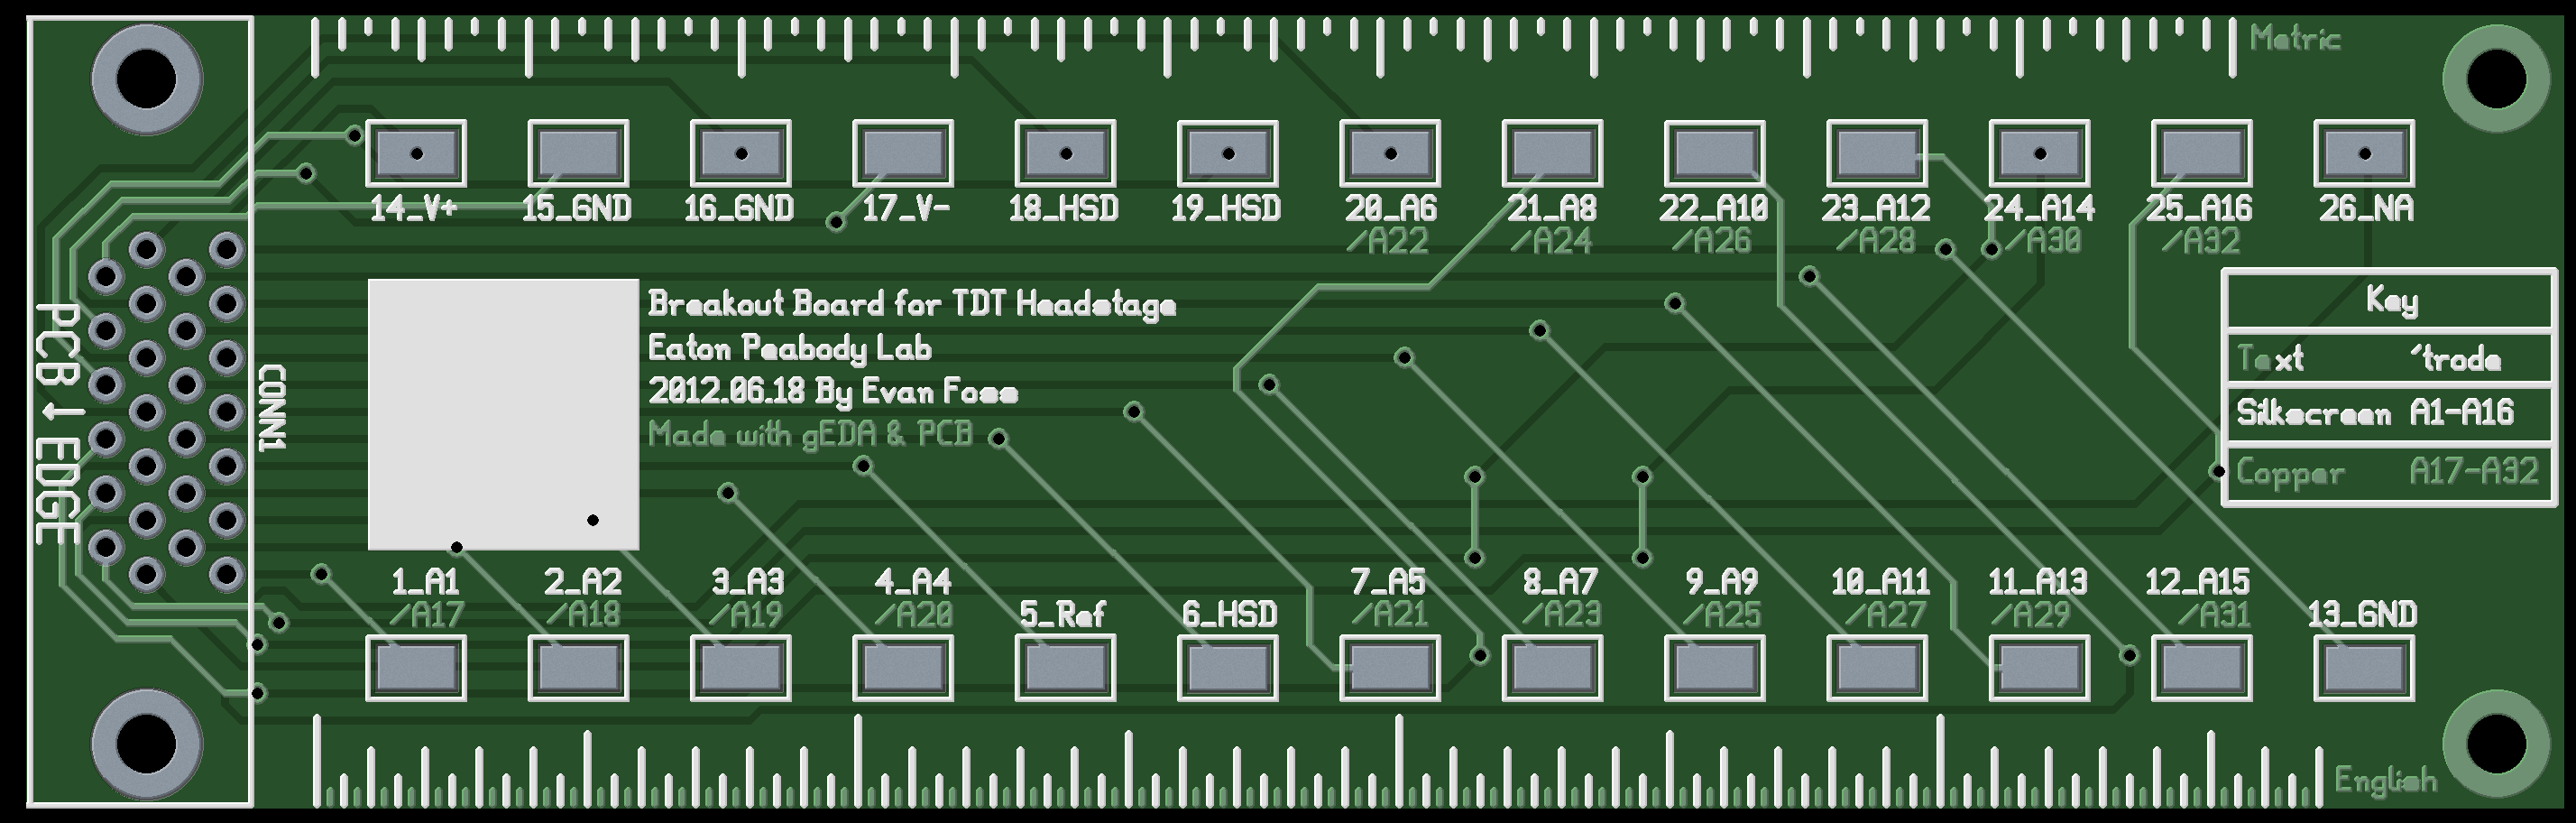 Metric
14_V+ 15_GND 16_GND 17_V- 18_HSD 19_HSD 20_A6 21_A8 22_A10 23_A12 24_A14 25_A16 26_NA
/A22 /A24 /A26 /A28 /A30 /A32
PCB ↓ EDGE
CONN1
Breakout Board for TDT Headstage
Eaton Peabody Lab
2012.06.18 By Evan Foss
Made with gEDA & PCB
Key
Text 'trode
Silkscreen A1-A16
Copper A17-A32
1_A1 2_A2 3_A3 4_A4 7_A5 8_A7 9_A9 10_A11 11_A13 12_A15
/A17 /A18 /A19 /A20 5_Ref 6_HSD /A21 /A23 /A25 /A27 /A29 /A31 13_GND
English